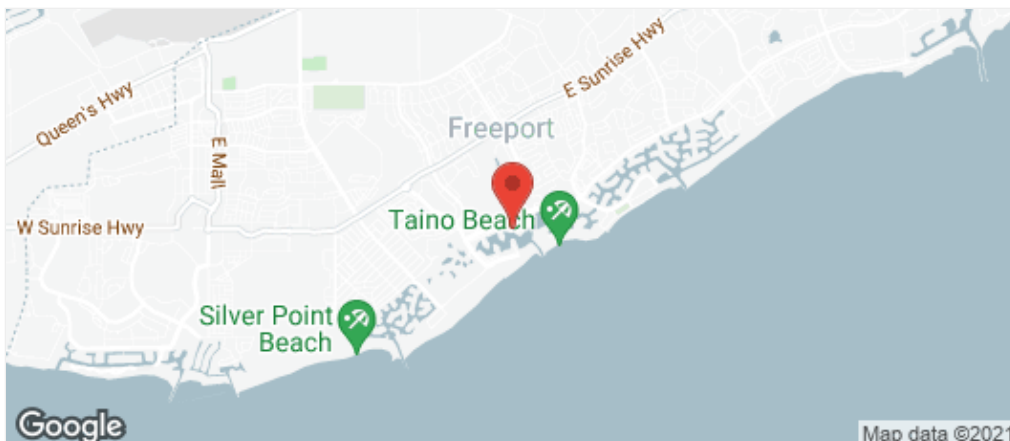 Queen's Hwy
E Mall
E Sunrise Hwy
Freeport
W Sunrise Hwy
Taino Beach
Silver Point
Beach
Google
Map data ©2021